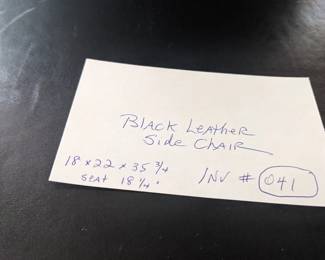 Black Leather
Side Chair
18 x 22 x 35 3/4
seat 18 1/4"
INV # 041